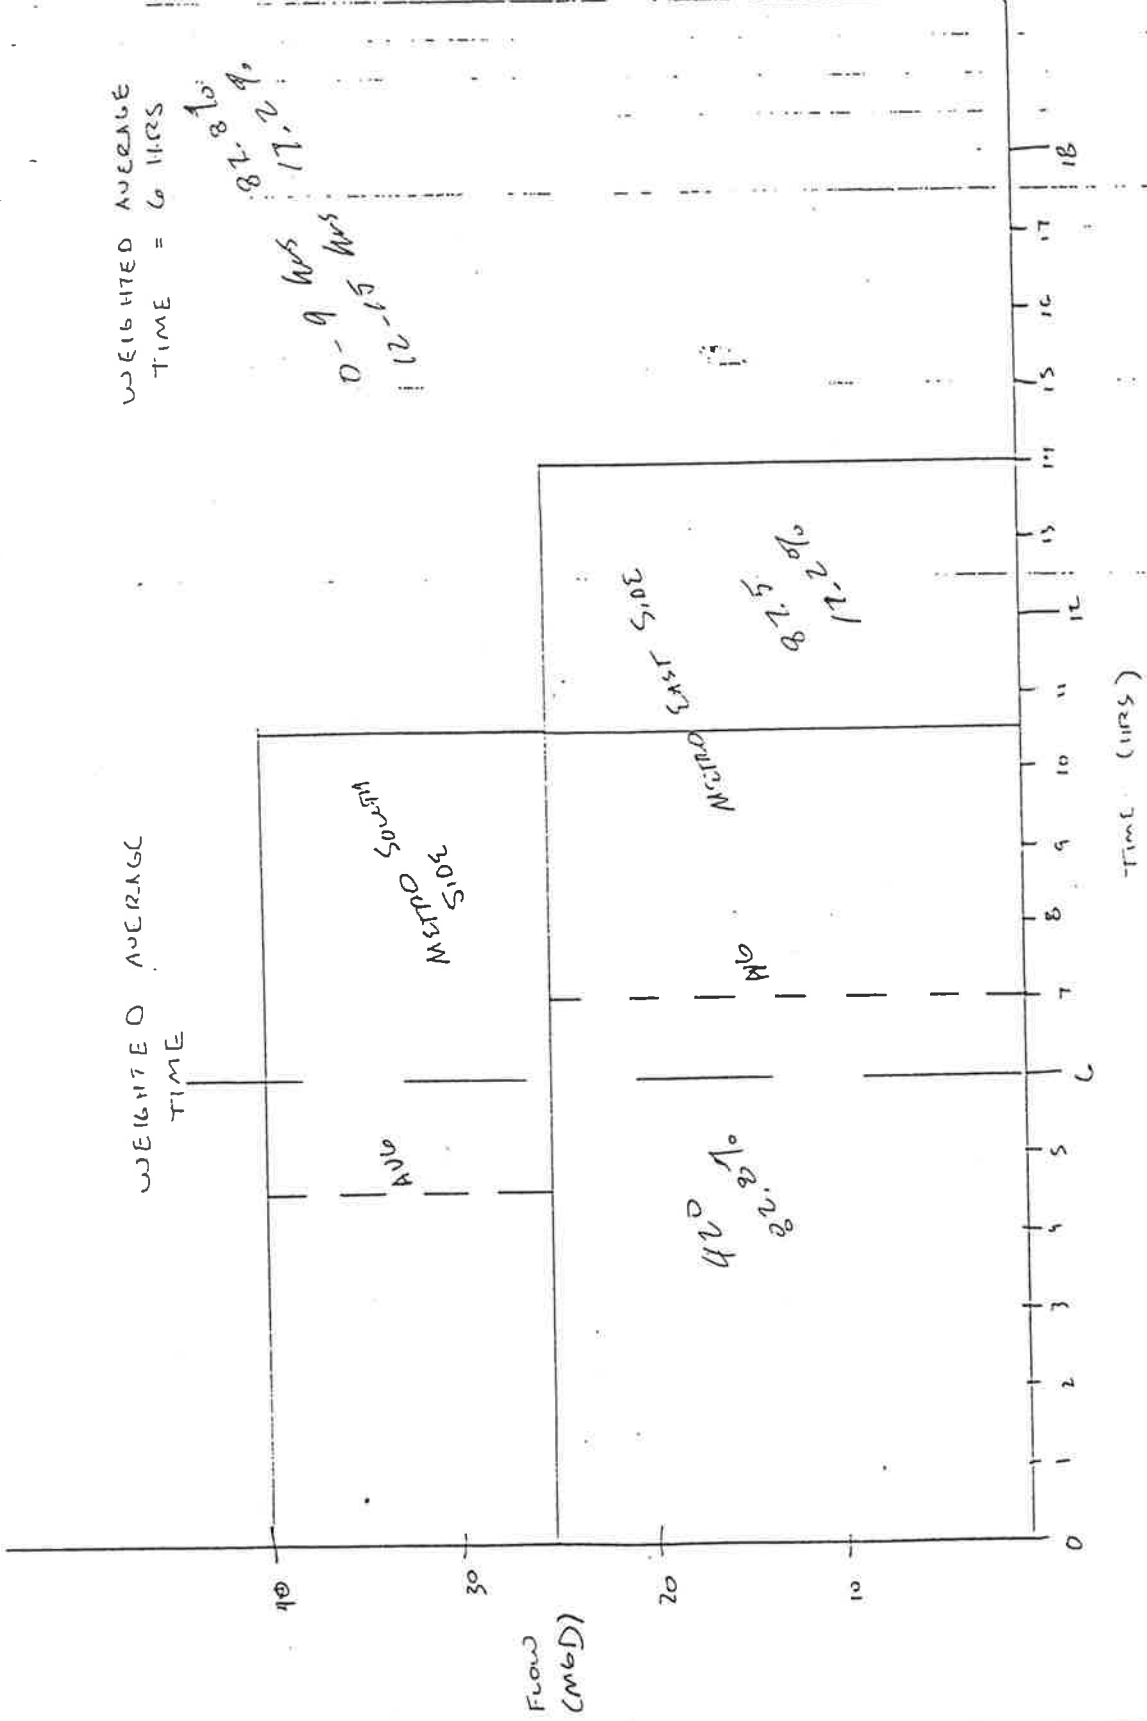 WEIGHTED AVERAGE
TIME
WEIGHTED AVERAGE
TIME = 6 HRS
0-9 hrs 82.8%
12-15 hrs 17.2%
FLOW
(MGD)
40
30
20
10
AVG
METRO SOUTH
SIDE
METRO EAST SIDE
AVG
420
82.8%
82.5
17.2%
0 1 2 3 4 5 6 7 8 9 10 11 12 13 14 15 16 17 18
TIME (HRS)